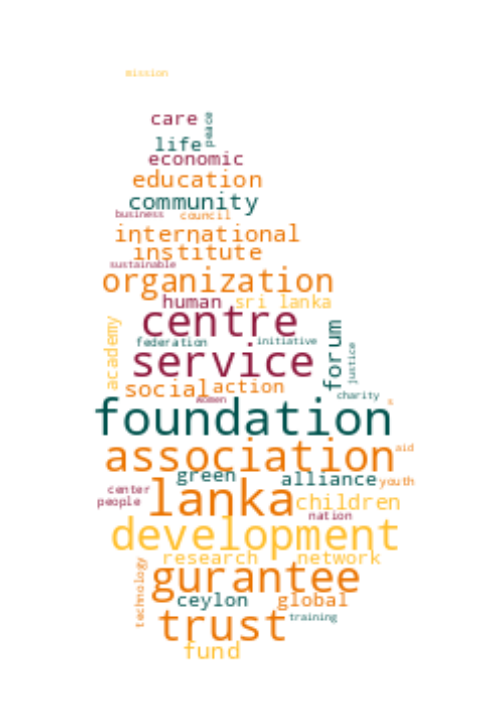 mission
care peace
life
economic
education
community
business council
international
institute
sustainable
organization
human sri lanka
centre
academy federation initiative forum justice
service
social action
women charity
foundation s
association aid
green alliance youth
center lanka children
people nation
development
research network
technology gurantee
ceylon global
trust training
fund